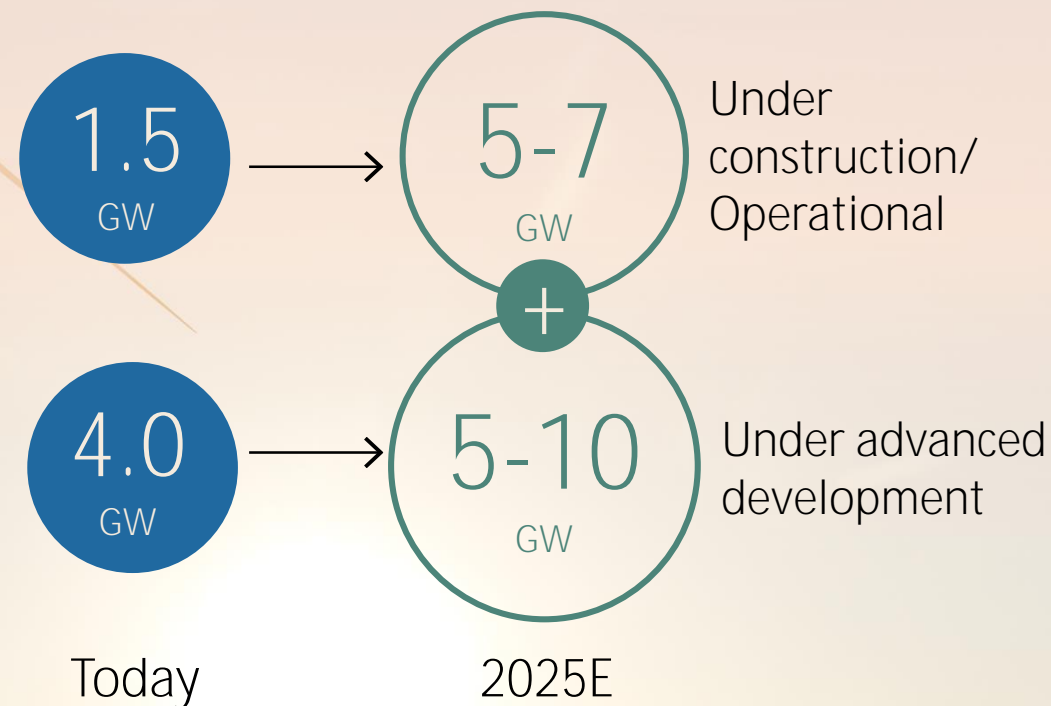 1.5
GW
5-7
GW
Under
construction/
Operational
+
4.0
GW
5-10
GW
Under advanced
development
Today
2025E